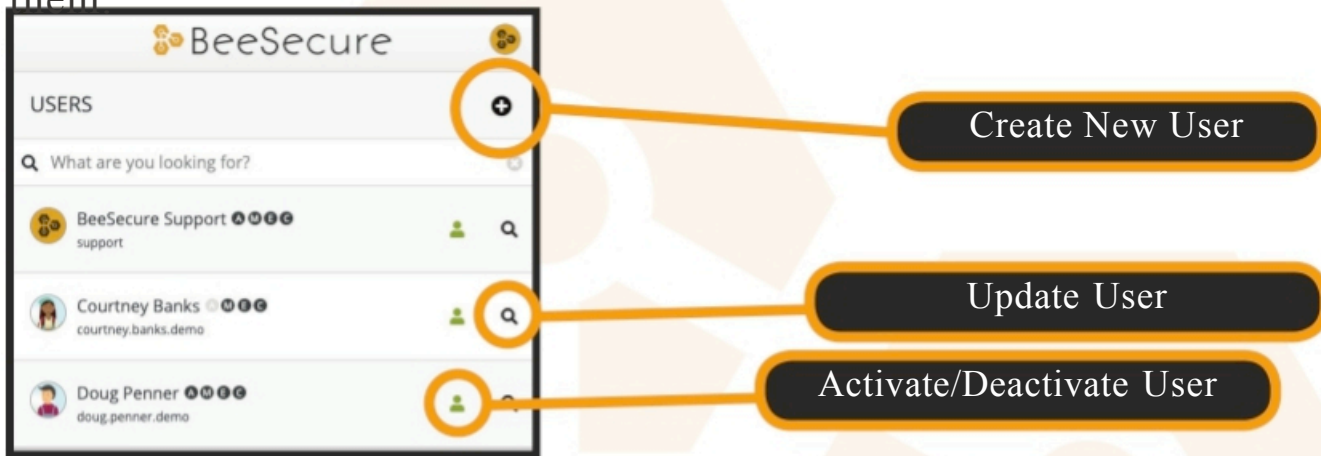 BeeSecure
USERS
Create New User
What are you looking for?
BeeSecure Support A M E C
support
Courtney Banks M E C
courtney.banks.demo
Update User
Doug Penner A M E C
doug.penner.demo
Activate/Deactivate User